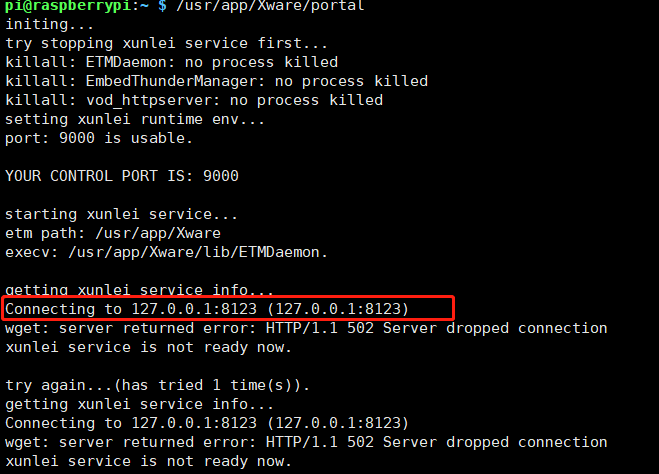 pi@raspberrypi:~ $ /usr/app/Xware/portal
initing...
try stopping xunlei service first...
killall: ETMDaemon: no process killed
killall: EmbedThunderManager: no process killed
killall: vod_httpserver: no process killed
setting xunlei runtime env...
port: 9000 is usable.
YOUR CONTROL PORT IS: 9000
starting xunlei service...
etm path: /usr/app/Xware
execv: /usr/app/Xware/lib/ETMDaemon.
getting xunlei service info...
Connecting to 127.0.0.1:8123 (127.0.0.1:8123)
wget: server returned error: HTTP/1.1 502 Server dropped connection
xunlei service is not ready now.
try again...(has tried 1 time(s)).
getting xunlei service info...
Connecting to 127.0.0.1:8123 (127.0.0.1:8123)
wget: server returned error: HTTP/1.1 502 Server dropped connection
xunlei service is not ready now.